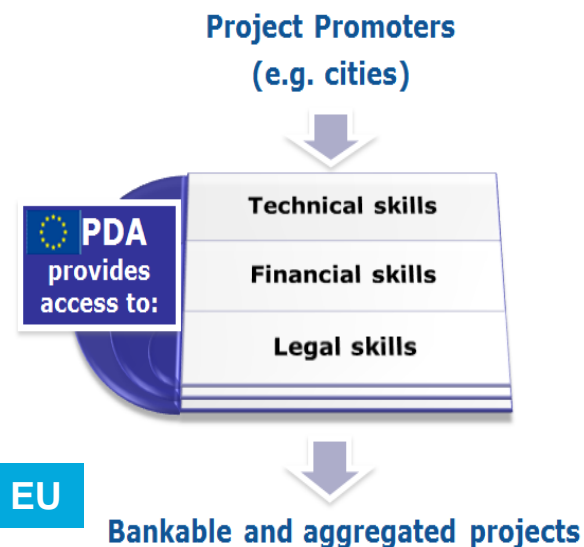 Project Promoters
(e.g. cities)
PDA
provides
access to:
Technical skills
Financial skills
Legal skills
EU
Bankable and aggregated projects